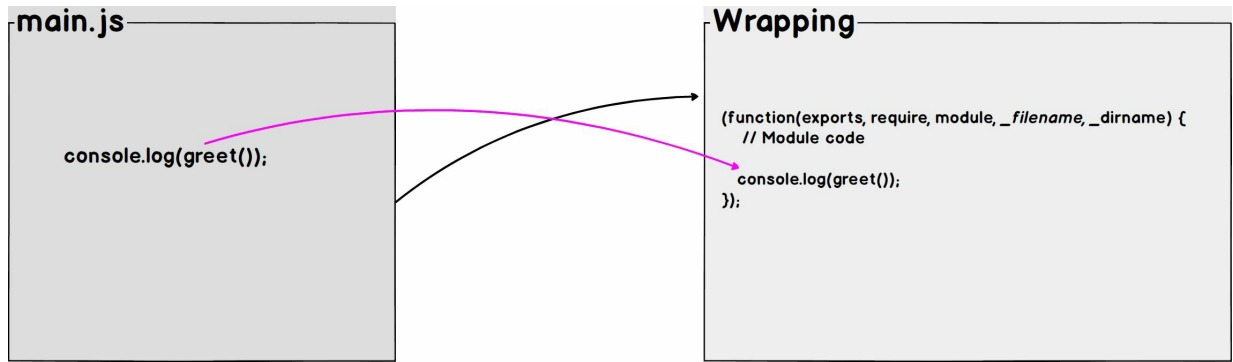 main.js
console.log(greet());
Wrapping
(function(exports, require, module, _filename, _dirname) {
// Module code
console.log(greet());
});